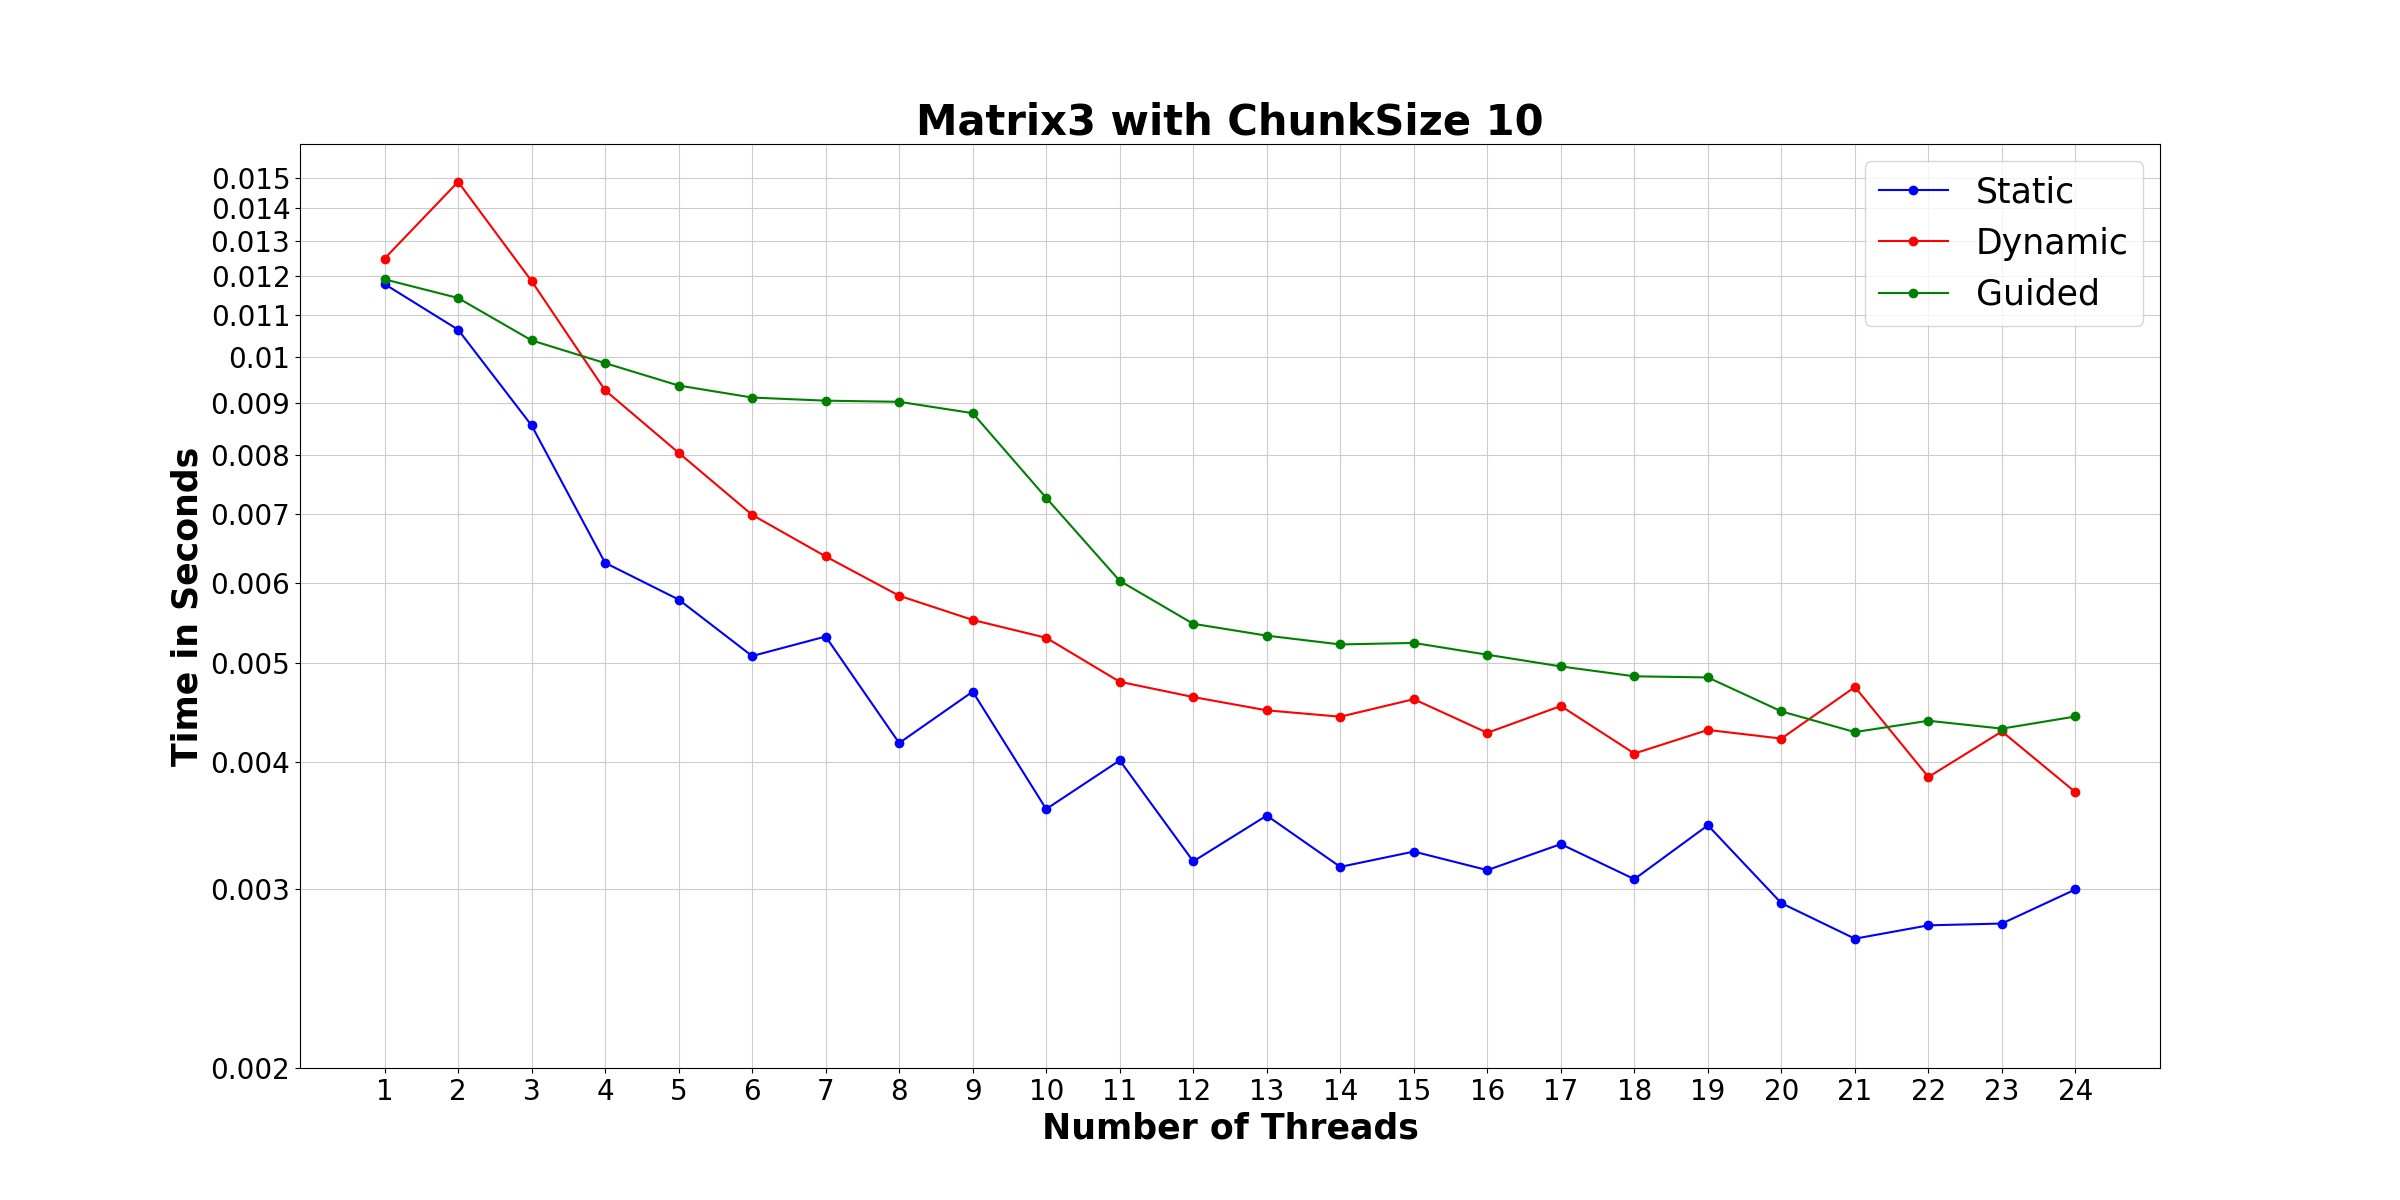 Matrix3 with ChunkSize 10
0.015
0.014
0.013
0.012
0.011
0.01
0.009
0.008
0.007
0.006
0.005
0.004
0.003
0.002
Time in Seconds
Static
Dynamic
Guided
1 2 3 4 5 6 7 8 9 10 11 12 13 14 15 16 17 18 19 20 21 22 23 24
Number of Threads